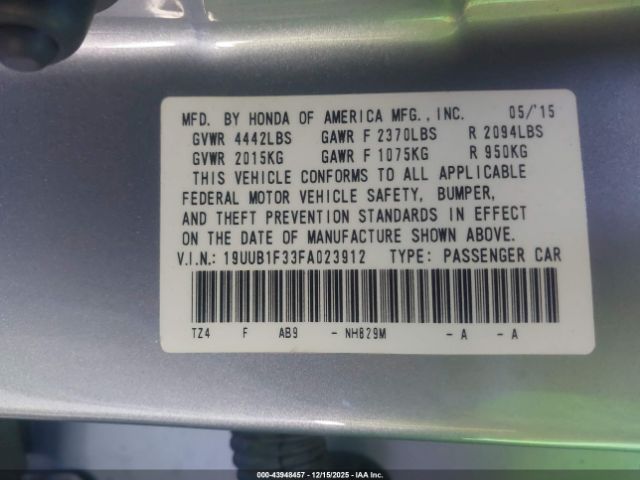 MFD. BY HONDA OF AMERICA MFG., INC. 05/'15
GVWR 4442LBS GAWR F 2370LBS R 2094LBS
GVWR 2015KG GAWR F 1075KG R 950KG
THIS VEHICLE CONFORMS TO ALL APPLICABLE
FEDERAL MOTOR VEHICLE SAFETY, BUMPER,
AND THEFT PREVENTION STANDARDS IN EFFECT
ON THE DATE OF MANUFACTURE SHOWN ABOVE.
V.I.N.: 19UUB1F33FA023912 TYPE: PASSENGER CAR
TZ4 F AB9 - NH829M - A - A
000-43948457 - 12/15/2025 - IAA Inc.